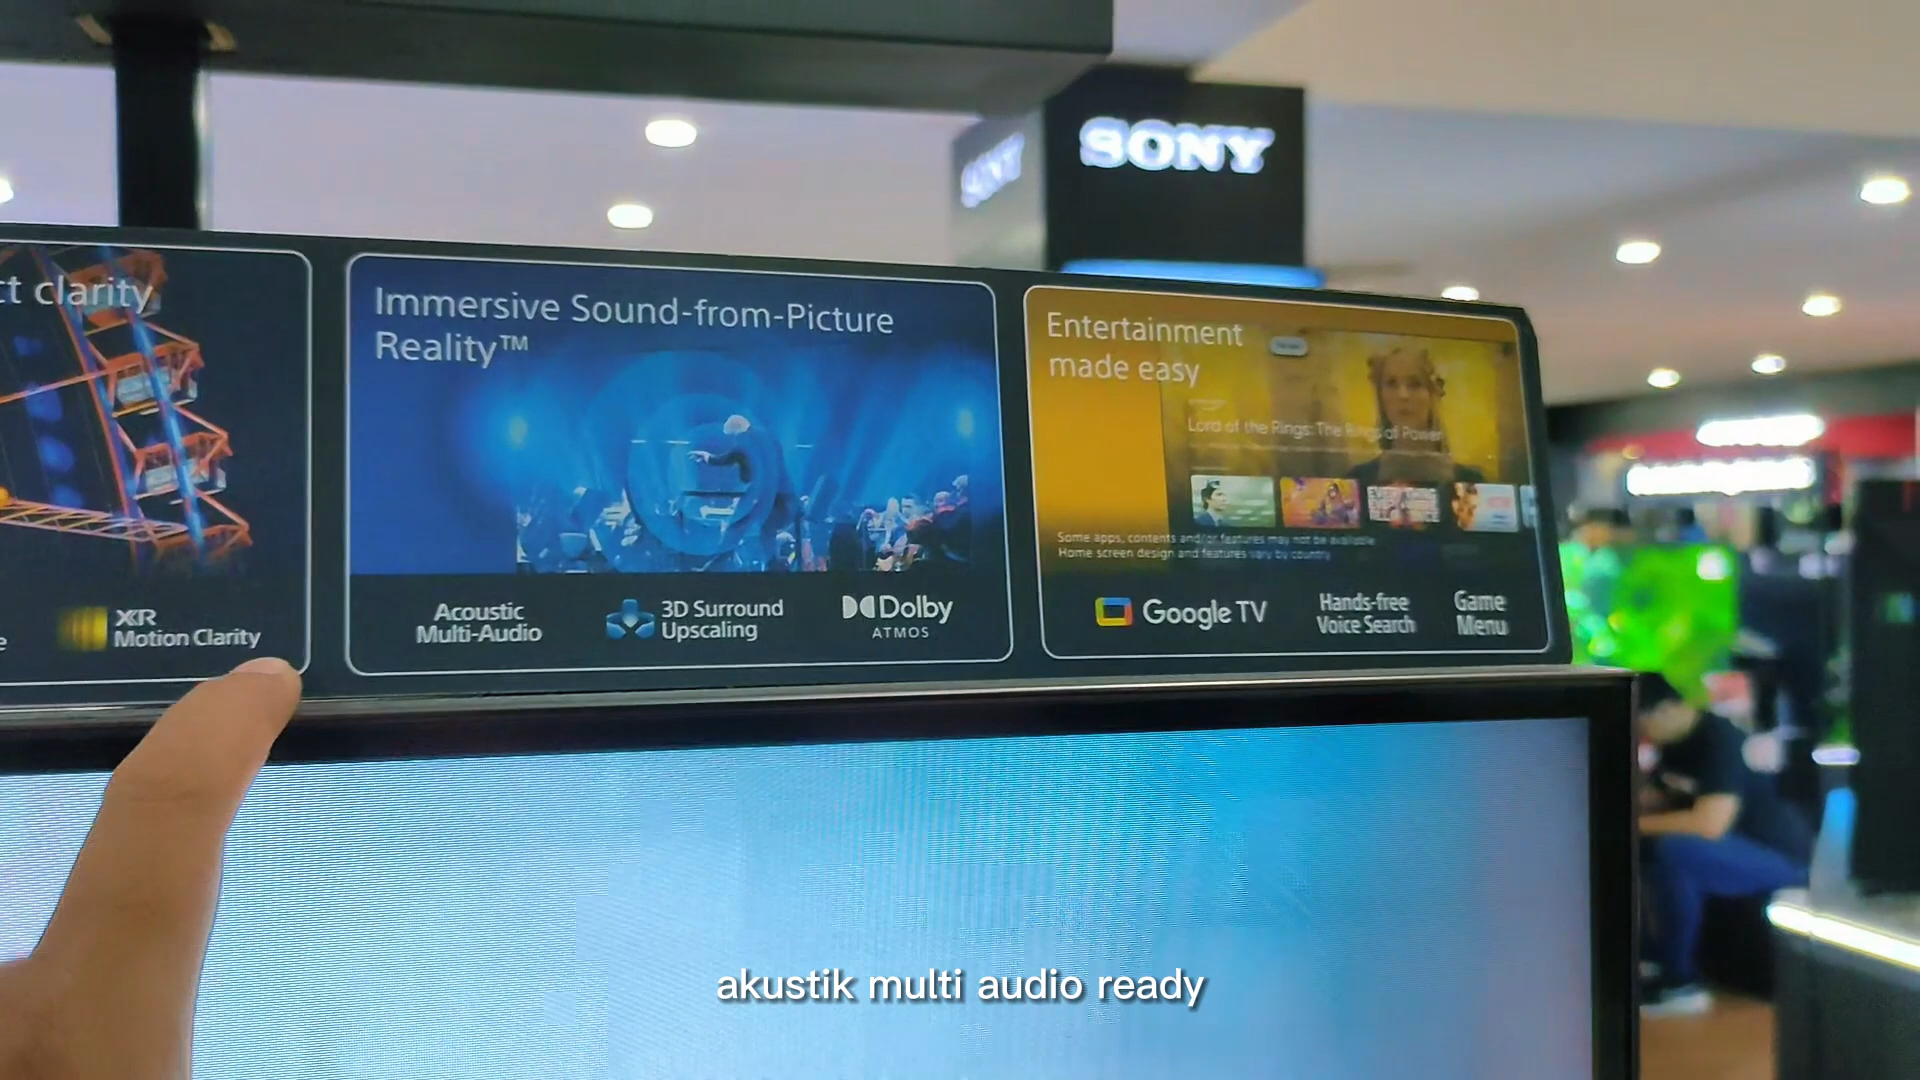 SONY
SONY
ct clarity
XR
Motion Clarity
Immersive Sound-from-Picture
Reality™
Acoustic
Multi-Audio
3D Surround
Upscaling
Dolby
ATMOS
Entertainment
made easy
Lord of the Rings: The Rings of Power
Some apps, contents and/or features may not be available
Home screen design and features vary by country
Google TV
Hands-free
Voice Search
Game
Menu
akustik multi audio ready